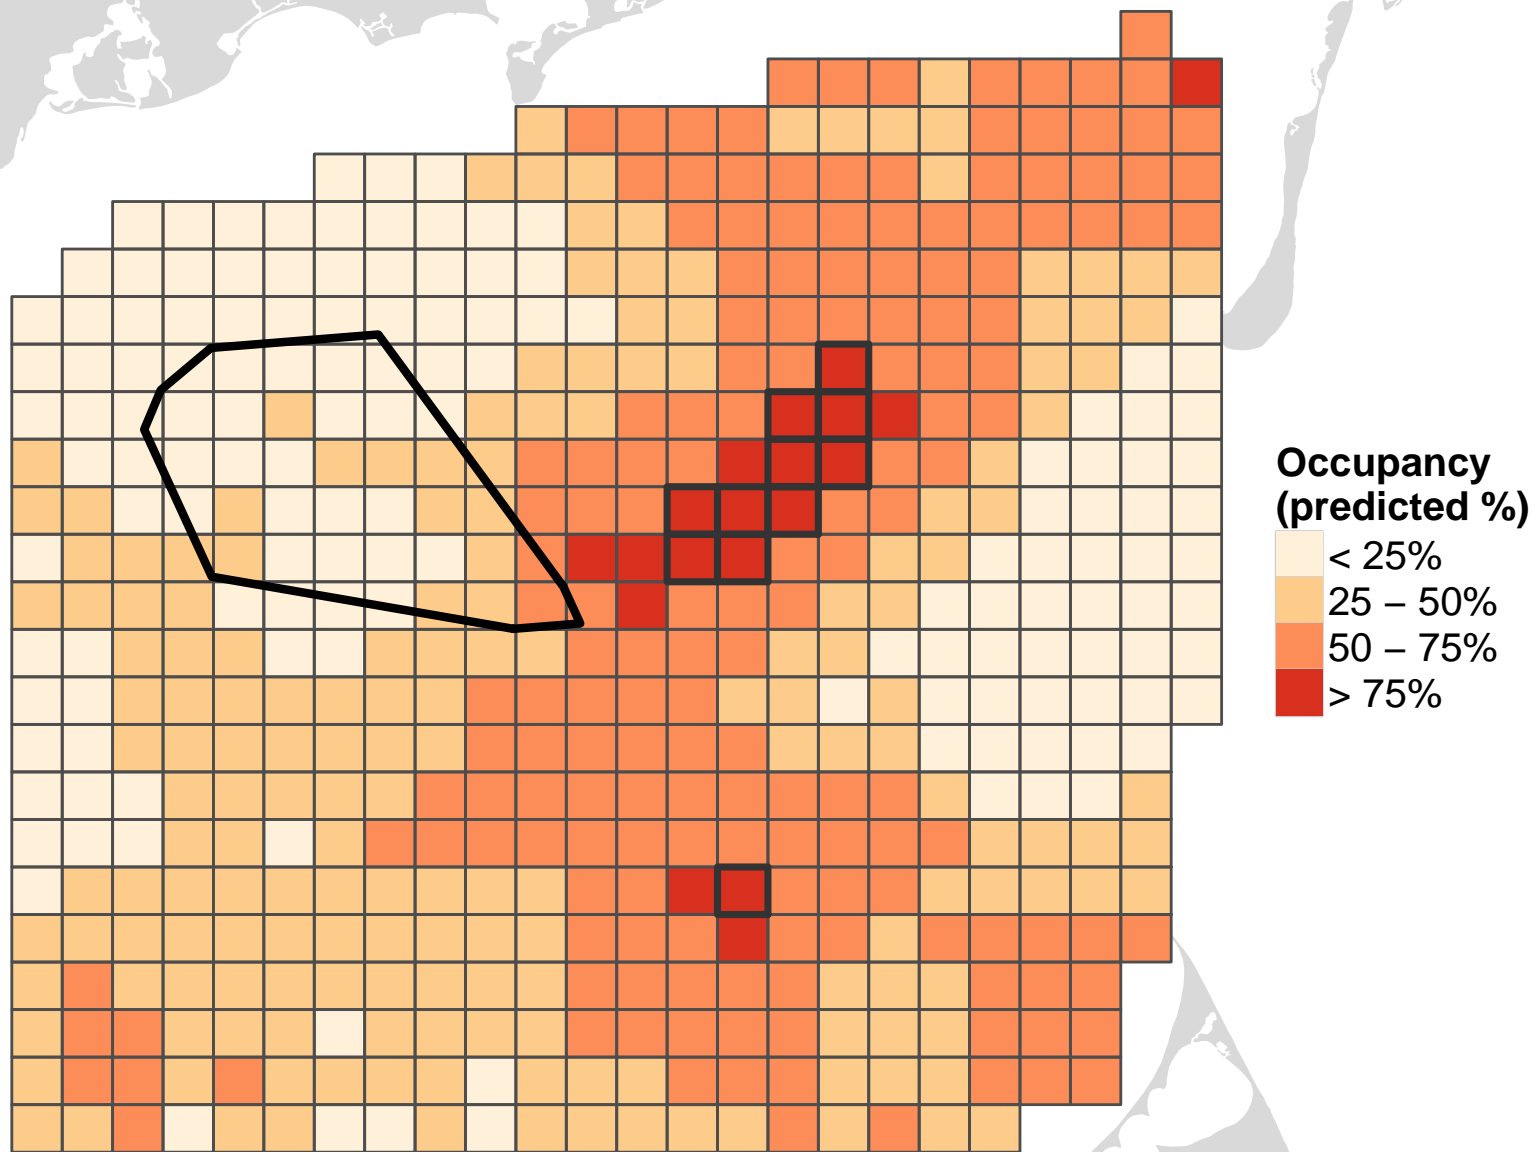 Occupancy
(predicted %)
< 25%
25 – 50%
50 – 75%
> 75%